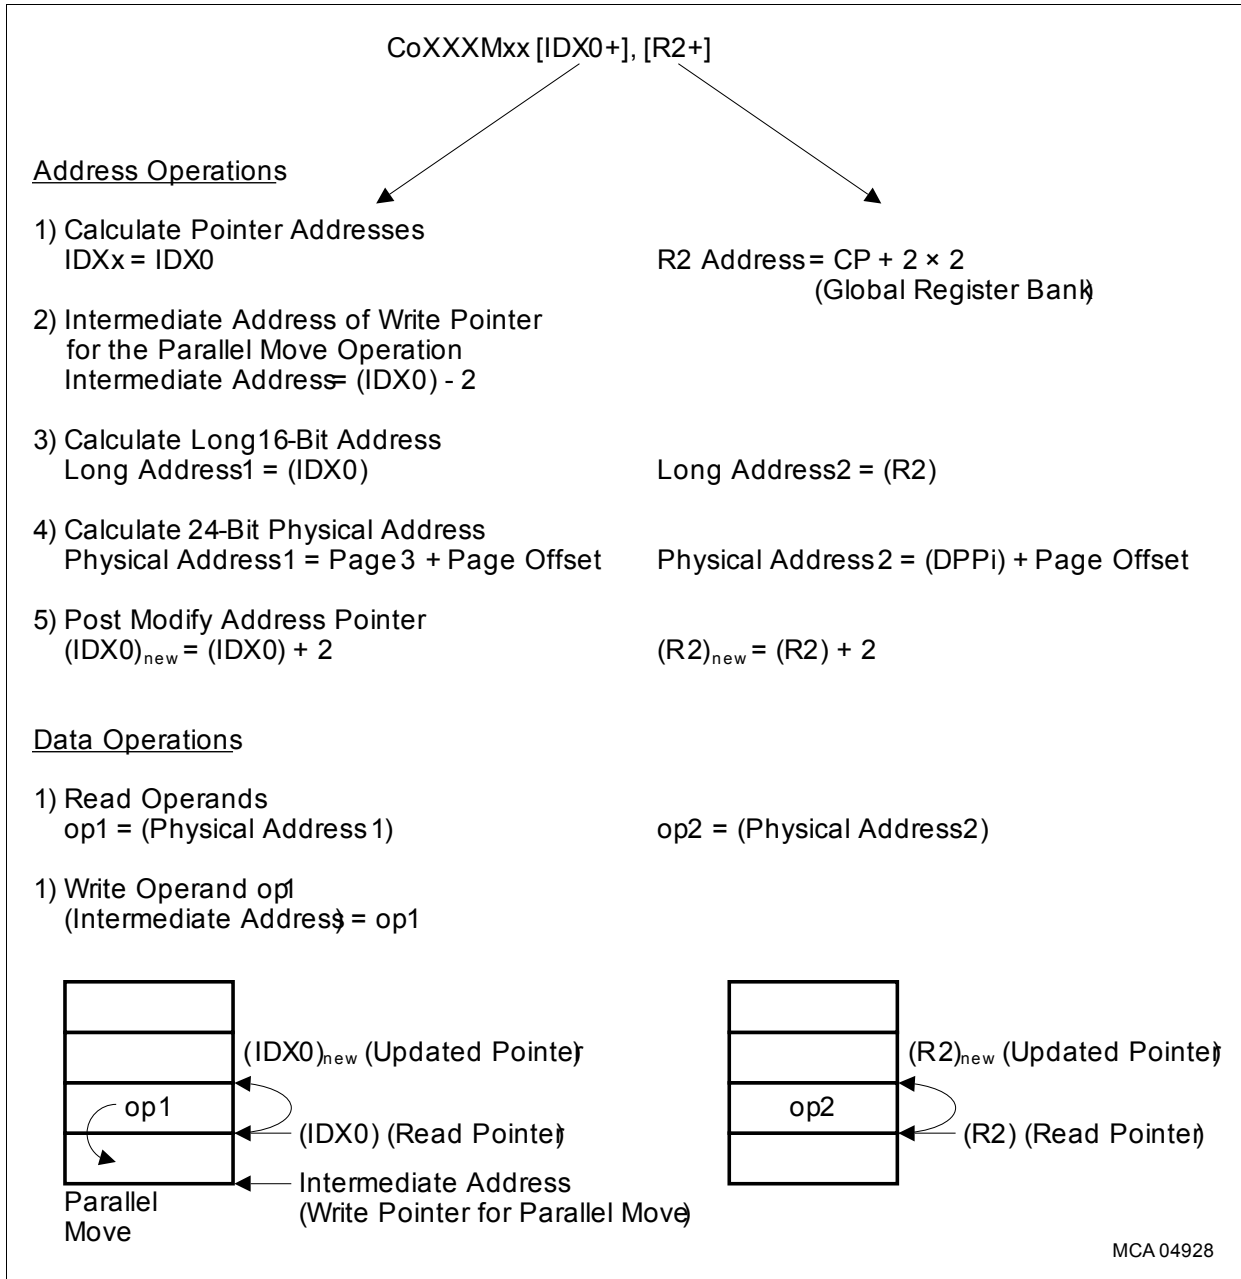 CoXXXMxx [IDX0+], [R2+]
Address Operations
1) Calculate Pointer Addresses
IDXx = IDX0
R2 Address = CP + 2 × 2
(Global Register Bank)
2) Intermediate Address of Write Pointer
for the Parallel Move Operation
Intermediate Address = (IDX0) - 2
3) Calculate Long 16-Bit Address
Long Address1 = (IDX0)
Long Address2 = (R2)
4) Calculate 24-Bit Physical Address
Physical Address1 = Page 3 + Page Offset
Physical Address2 = (DPPi) + Page Offset
5) Post Modify Address Pointer
(IDX0)new = (IDX0) + 2
(R2)new = (R2) + 2
Data Operations
1) Read Operands
op1 = (Physical Address1)
op2 = (Physical Address2)
1) Write Operand op1
(Intermediate Address) = op1
(IDX0)new (Updated Pointer)
op1
(IDX0) (Read Pointer)
Intermediate Address
(Write Pointer for Parallel Move)
Parallel
Move
(R2)new (Updated Pointer)
op2
(R2) (Read Pointer)
MCA 04928